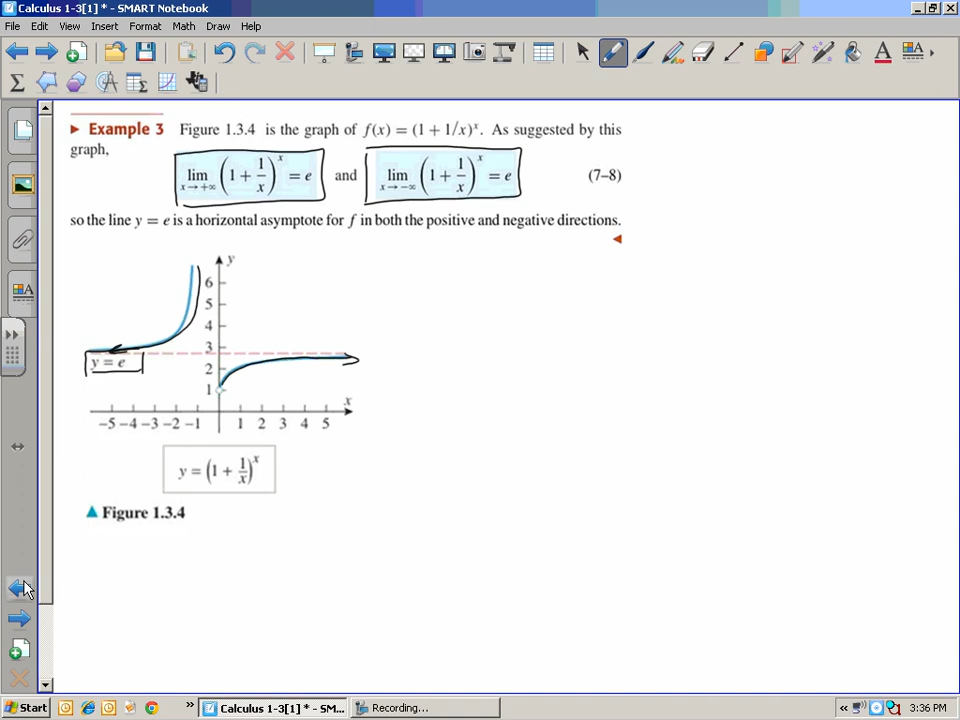 Calculus 1-3[1] * - SMART Notebook
File Edit View Insert Format Math Draw Help
▶ Example 3 Figure 1.3.4 is the graph of f(x) = (1 + 1/x)ˣ. As suggested by this
graph,
lim x→+∞ (1 + 1/x)ˣ = e and lim x→−∞ (1 + 1/x)ˣ = e (7–8)
so the line y = e is a horizontal asymptote for f in both the positive and negative directions.
y
6
5
4
3
y = e
2
1
x
−5 −4 −3 −2 −1 1 2 3 4 5
y = (1 + 1/x)ˣ
▲ Figure 1.3.4
Start Calculus 1-3[1] * - SM... Recording... 3:36 PM